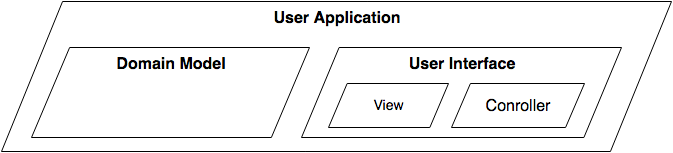 User Application
Domain Model
User Interface
View
Conroller